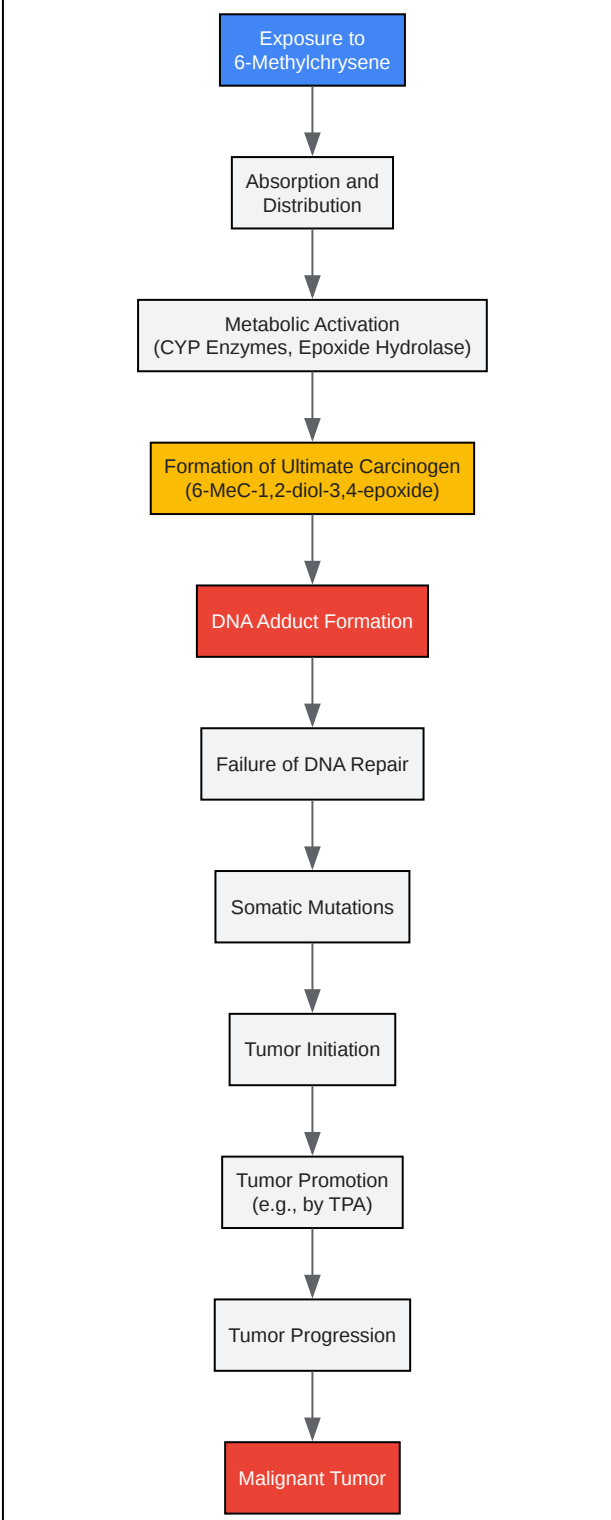 Exposure to
6-Methylchrysene
Absorption and
Distribution
Metabolic Activation
(CYP Enzymes, Epoxide Hydrolase)
Formation of Ultimate Carcinogen
(6-MeC-1,2-diol-3,4-epoxide)
DNA Adduct Formation
Failure of DNA Repair
Somatic Mutations
Tumor Initiation
Tumor Promotion
(e.g., by TPA)
Tumor Progression
Malignant Tumor